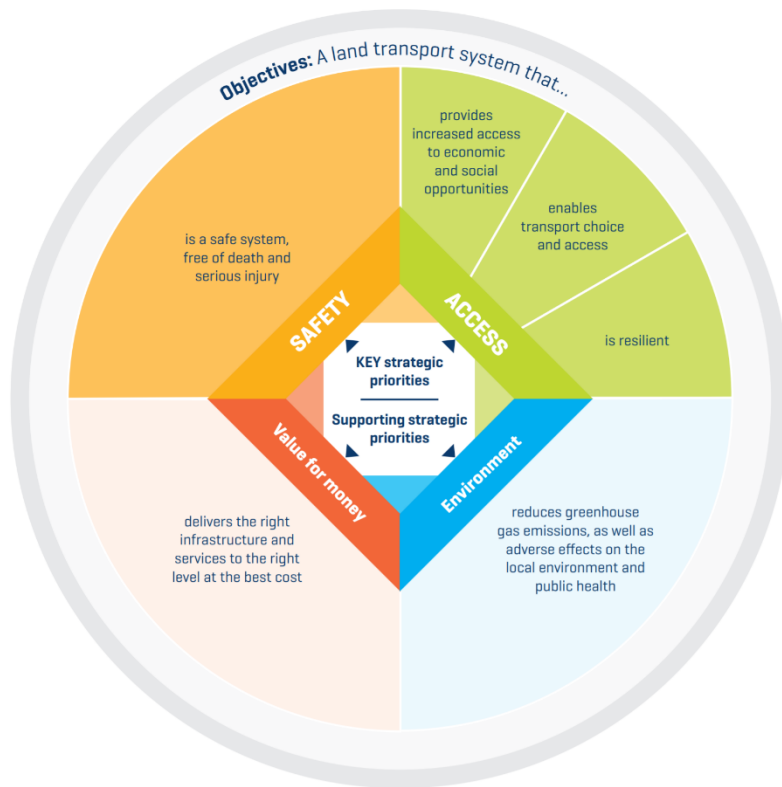 Objectives: A land transport system that...
provides
increased access
to economic
and social
opportunities
enables
transport choice
and access
is resilient
is a safe system,
free of death and
serious injury
SAFETY
ACCESS
KEY strategic
priorities
Supporting strategic
priorities
Value for money
Environment
delivers the right
infrastructure and
services to the right
level at the best cost
reduces greenhouse
gas emissions, as well as
adverse effects on the
local environment and
public health